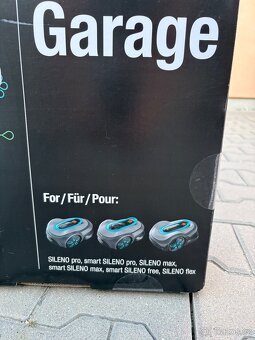 Garage
For/Für/Pour:
SILENO pro, smart SILENO pro, SILENO max,
smart SILENO max, smart SILENO free, SILENO flex